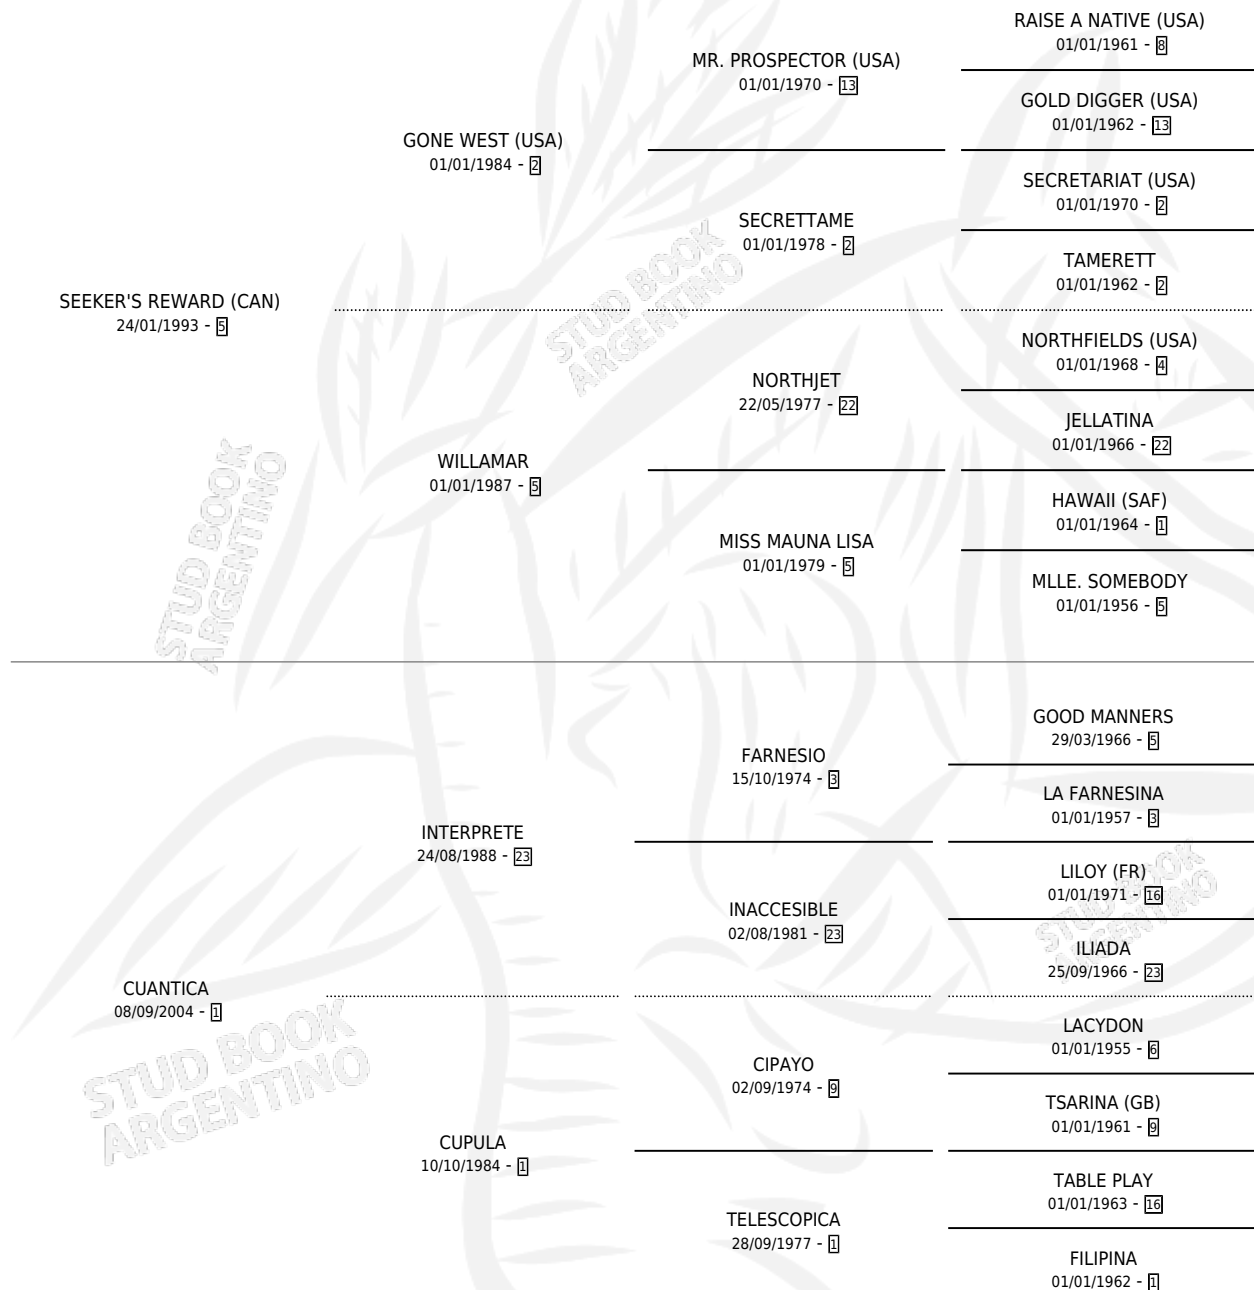 RAISE A NATIVE (USA)
01/01/1961 - 8
MR. PROSPECTOR (USA)
01/01/1970 - 13
GOLD DIGGER (USA)
01/01/1962 - 13
GONE WEST (USA)
01/01/1984 - 2
SECRETARIAT (USA)
01/01/1970 - 2
SECRETTAME
01/01/1978 - 2
TAMERETT
01/01/1962 - 2
SEEKER'S REWARD (CAN)
24/01/1993 - 5
NORTHFIELDS (USA)
01/01/1968 - 4
NORTHJET
22/05/1977 - 22
JELLATINA
01/01/1966 - 22
WILLAMAR
01/01/1987 - 5
HAWAII (SAF)
01/01/1964 - 1
MISS MAUNA LISA
01/01/1979 - 5
MLLE. SOMEBODY
01/01/1956 - 5
GOOD MANNERS
29/03/1966 - 5
FARNESIO
15/10/1974 - 3
LA FARNESINA
01/01/1957 - 3
INTERPRETE
24/08/1988 - 23
LILOY (FR)
01/01/1971 - 16
INACCESIBLE
02/08/1981 - 23
ILIADA
25/09/1966 - 23
CUANTICA
08/09/2004 - 1
LACYDON
01/01/1955 - 6
CIPAYO
02/09/1974 - 9
TSARINA (GB)
01/01/1961 - 9
CUPULA
10/10/1984 - 1
TABLE PLAY
01/01/1963 - 16
TELESCOPICA
28/09/1977 - 1
FILIPINA
01/01/1962 - 1
STUD BOOK
ARGENTINO
STUD BOOK
ARGENTINO
STUD BOOK
ARGENTINO
STUD BOOK
ARGENTINO